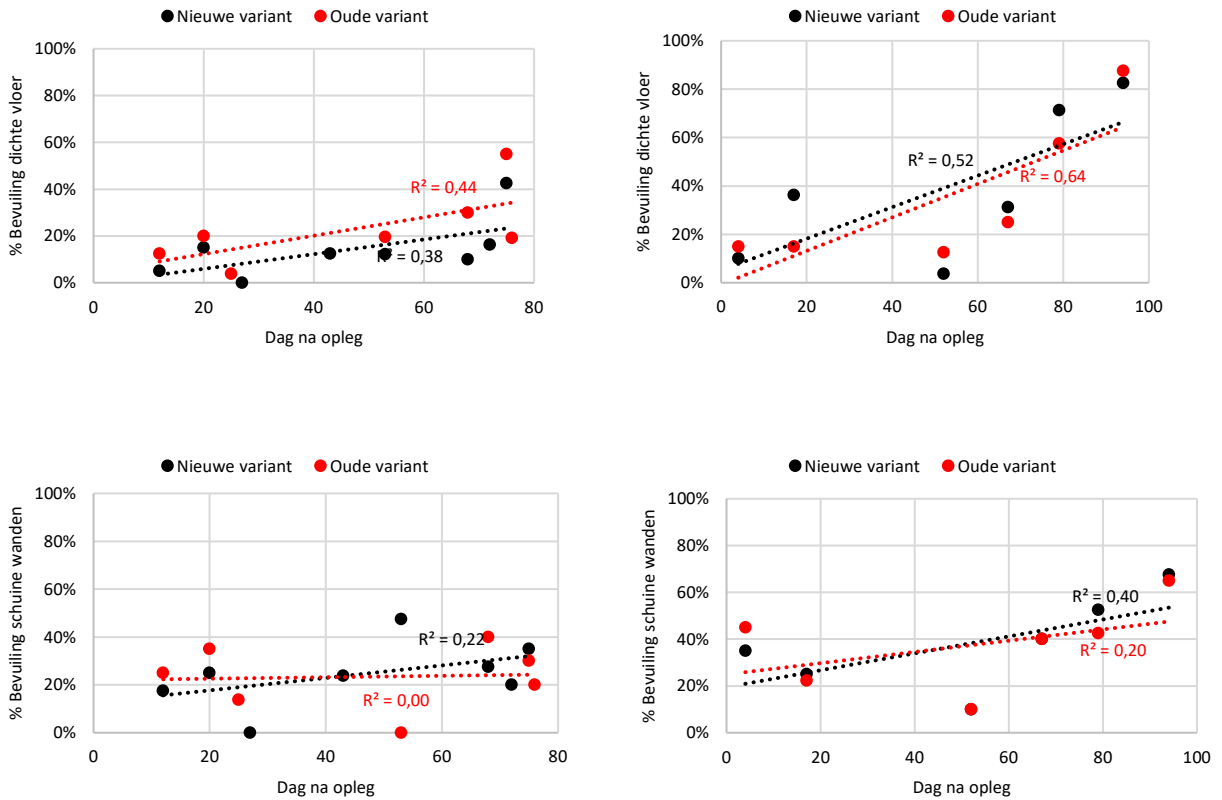 Nieuwe variant Oude variant
100%
80%
60%
40%
20%
0%
% Bevuiling dichte vloer
R² = 0,44
R² = 0,38
0 20 40 60 80
Dag na opleg
Nieuwe variant Oude variant
100%
80%
60%
40%
20%
0%
% Bevuiling dichte vloer
R² = 0,52
R² = 0,64
0 20 40 60 80 100
Dag na opleg
Nieuwe variant Oude variant
100%
80%
60%
40%
20%
0%
% Bevuiling schuine wanden
R² = 0,22
R² = 0,00
0 20 40 60 80
Dag na opleg
Nieuwe variant Oude variant
100%
80%
60%
40%
20%
0%
% Bevuiling schuine wanden
R² = 0,40
R² = 0,20
0 20 40 60 80 100
Dag na opleg